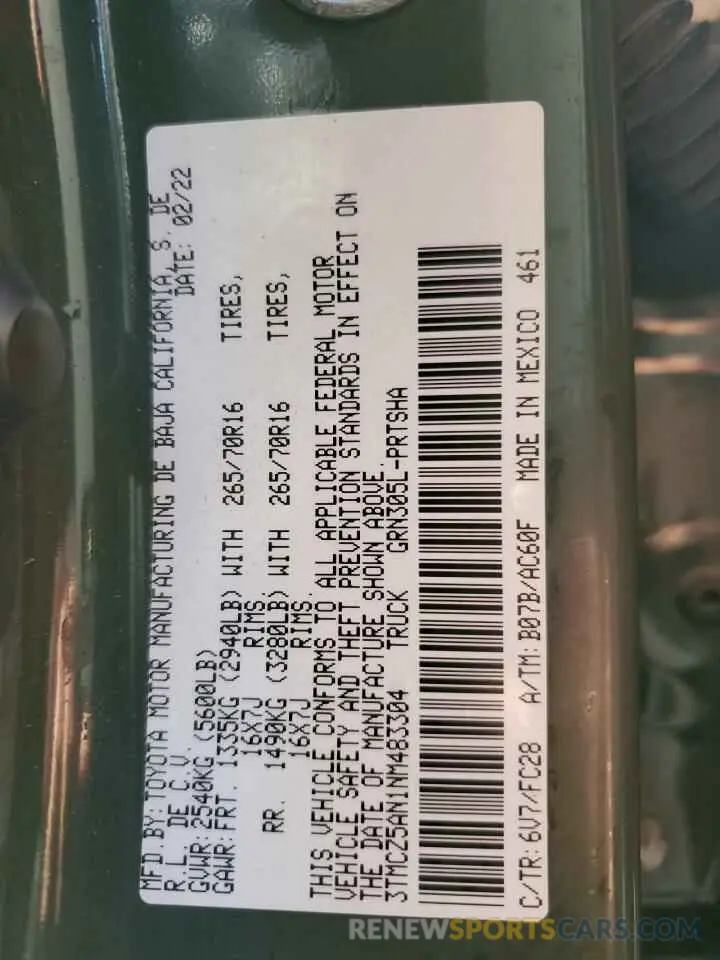 MFD.BY:TOYOTA MOTOR MANUFACTURING DE BAJA CALIFORNIA, S. DE
R.L. DE C.V. DATE: 02/22
GVWR:2540KG (5600LB)
GAWR:FRT. 1335KG (2940LB) WITH 265/70R16 TIRES,
16X7J RIMS.
RR. 1490KG (3280LB) WITH 265/70R16 TIRES,
16X7J RIMS.
THIS VEHICLE CONFORMS TO ALL APPLICABLE FEDERAL MOTOR
VEHICLE SAFETY AND THEFT PREVENTION STANDARDS IN EFFECT ON
THE DATE OF MANUFACTURE SHOWN ABOVE.
3TMCZ5AN1NM483304 TRUCK GRN305L-PRTSHA
C/TR:6V7/FC28 A/TM:B07B/AC60F MADE IN MEXICO 461
RENEWSPORTSCARS.COM